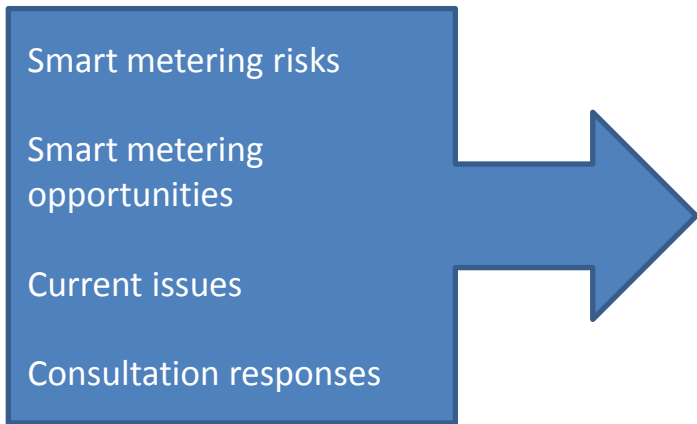 Smart metering risks
Smart metering
opportunities
Current issues
Consultation responses